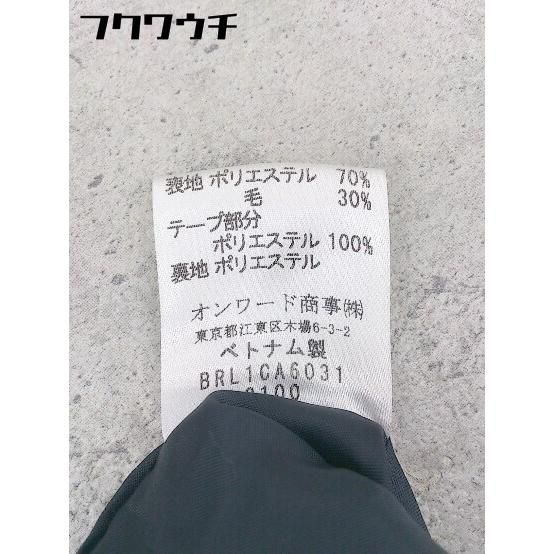 フクワウチ
表地 ポリエステル 70%
毛 30%
テープ部分
ポリエステル 100%
裏地 ポリエステル
オンワード商事(株)
東京都江東区木場6-3-2
ベトナム製
BRL1CA6031